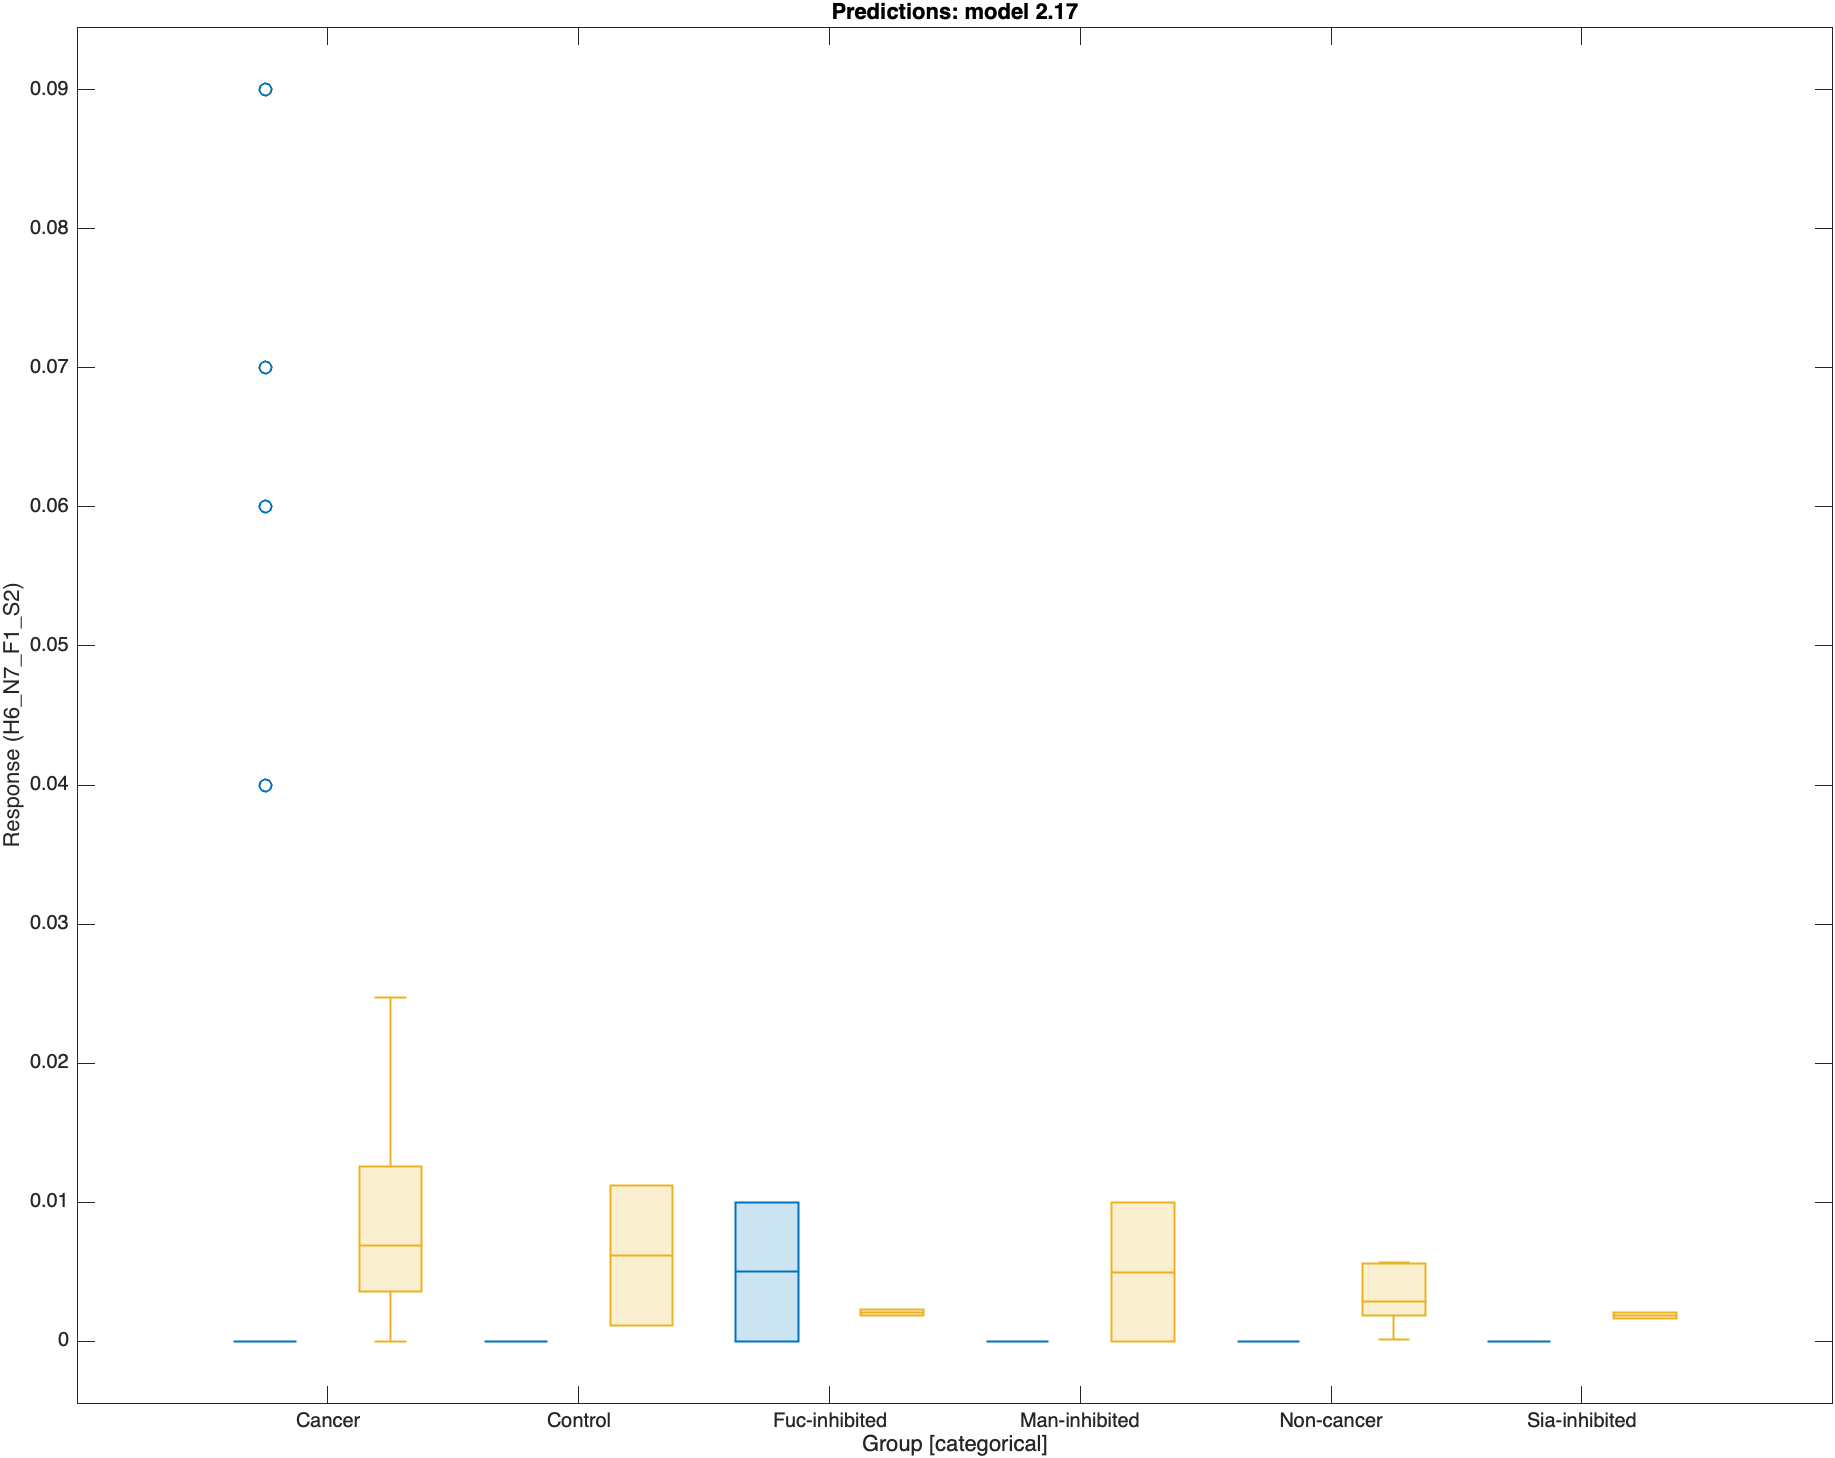 Predictions: model 2.17
0.09
0.08
0.07
0.06
0.05
0.04
0.03
0.02
0.01
0
Response (H6_N7_F1_S2)
Cancer Control Fuc-inhibited Man-inhibited Non-cancer Sia-inhibited
Group [categorical]